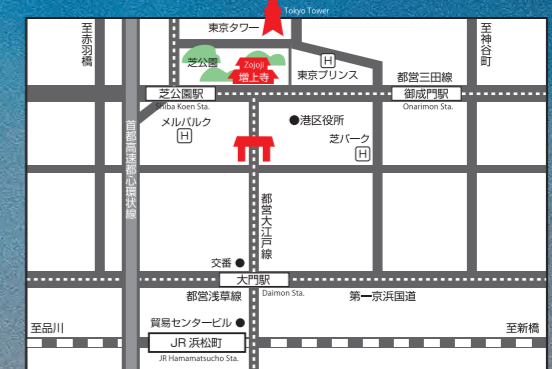 Tokyo Tower
東京タワー
至赤羽橋
至神谷町
芝公園
Zojoji
増上寺
H
東京プリンス
都営三田線
芝公園駅
Shiba Koen Sta.
御成門駅
Onarimon Sta.
メルパルク
H
●港区役所
芝パーク
H
首都高速都心環状線
都営大江戸線
交番 ●
大門駅
Daimon Sta.
都営浅草線
第一京浜国道
貿易センタービル ●
至品川
至新橋
JR 浜松町
JR Hamamatsucho Sta.